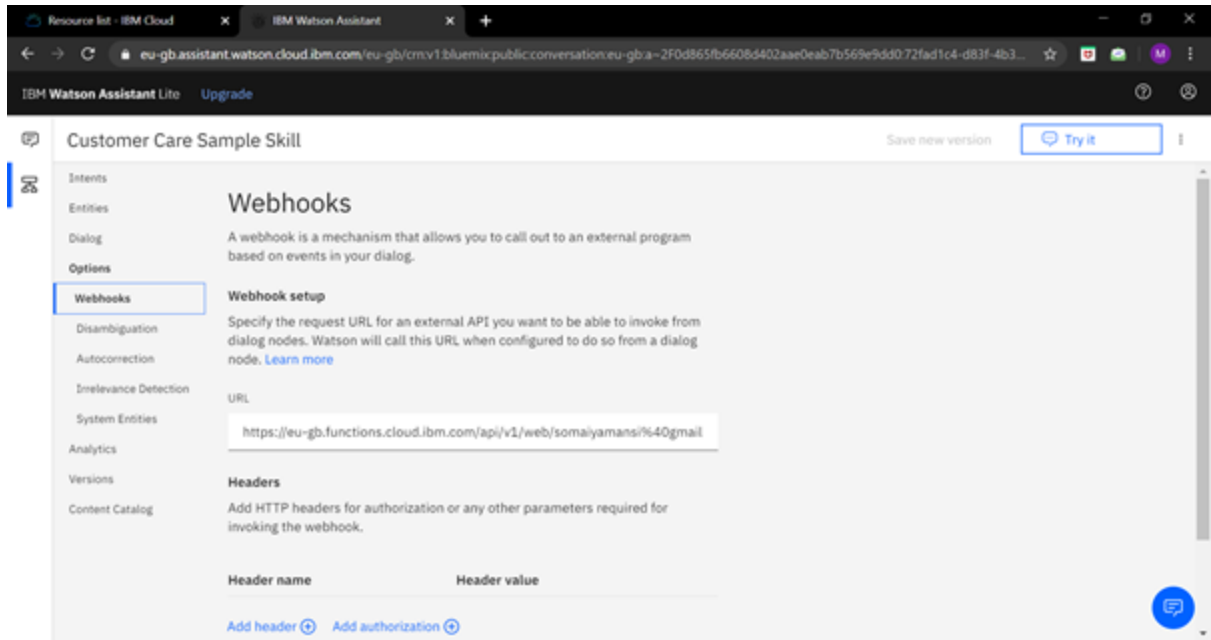 Resource list - IBM Cloud
IBM Watson Assistant
eu-gb.assistant.watson.cloud.ibm.com/eu-gb/crn:v1:bluemix:public:conversation:eu-gb:a~2F0d865fb6608d402aae0eab7b569e9dd0:72fad1c4-d83f-4b3...
M
IBM Watson Assistant Lite Upgrade
Customer Care Sample Skill
Save new version
Try it
Intents
Entities
Dialog
Options
Webhooks
Disambiguation
Autocorrection
Irrelevance Detection
System Entities
Analytics
Versions
Content Catalog
Webhooks
A webhook is a mechanism that allows you to call out to an external program
based on events in your dialog.
Webhook setup
Specify the request URL for an external API you want to be able to invoke from
dialog nodes. Watson will call this URL when configured to do so from a dialog
node. Learn more
URL
https://eu-gb.functions.cloud.ibm.com/api/v1/web/somaiyamansi%40gmail
Headers
Add HTTP headers for authorization or any other parameters required for
invoking the webhook.
Header name Header value
Add header Add authorization